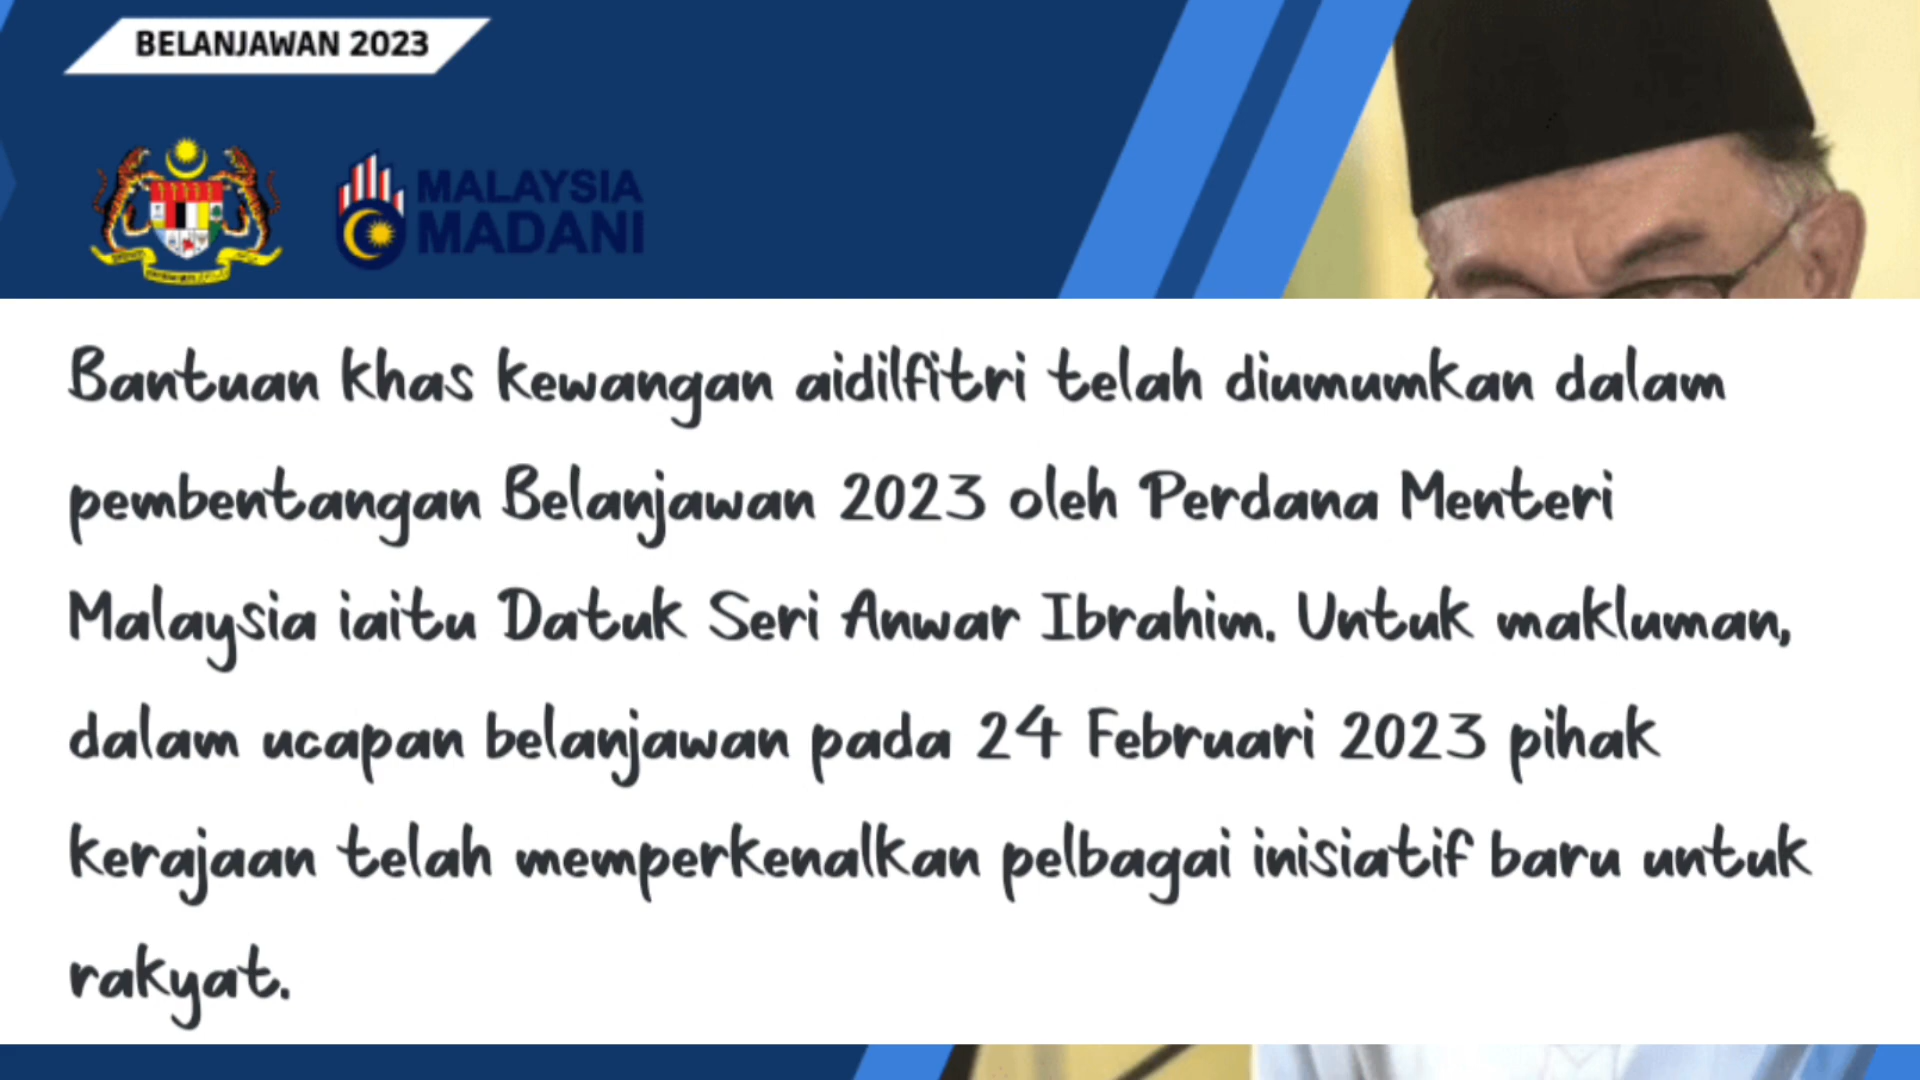 BELANJAWAN 2023
MALAYSIA
MADANI
Bantuan khas kewangan aidilfitri telah diumumkan dalam
pembentangan Belanjawan 2023 oleh Perdana Menteri
Malaysia iaitu Datuk Seri Anwar Ibrahim. Untuk makluman,
dalam ucapan belanjawan pada 24 Februari 2023 pihak
kerajaan telah memperkenalkan pelbagai inisiatif baru untuk
rakyat.